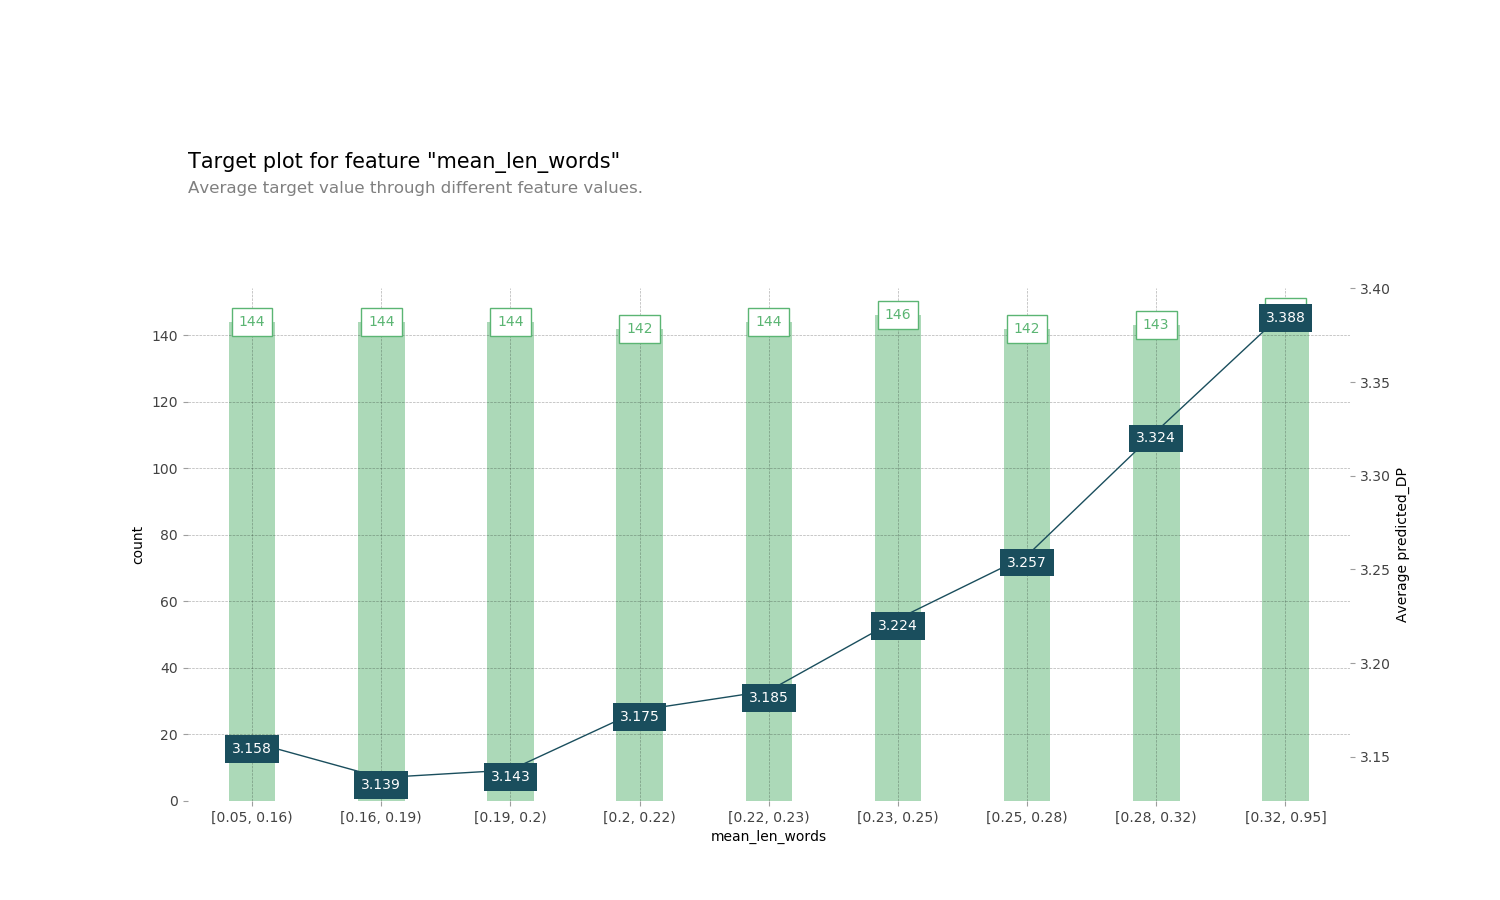 Target plot for feature "mean_len_words"
Average target value through different feature values.
144 144 144 142 144 146 142 143
3.158 3.139 3.143 3.175 3.185 3.224 3.257 3.324 3.388
count
140
120
100
80
60
40
20
0
3.40
3.35
3.30
3.25
3.20
3.15
Average predicted_DP
[0.05, 0.16) [0.16, 0.19) [0.19, 0.2) [0.2, 0.22) [0.22, 0.23) [0.23, 0.25) [0.25, 0.28) [0.28, 0.32) [0.32, 0.95]
mean_len_words